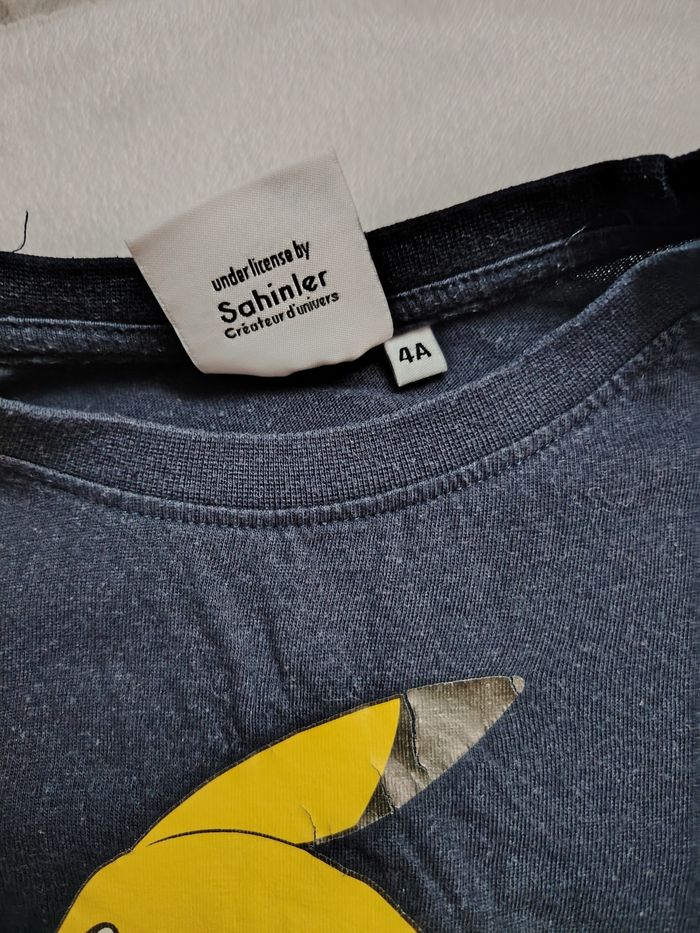 under license by
Sahinler
Créateur d'univers
4A